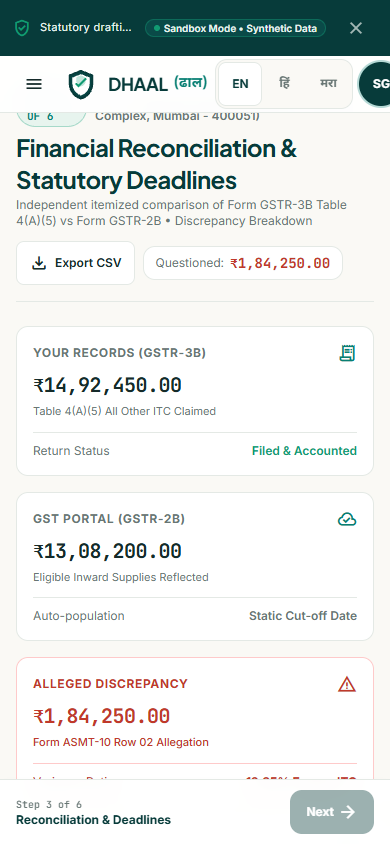 Statutory drafti...
Sandbox Mode • Synthetic Data
DHAAL (ढाल)
EN
हिं
मरा
SG
OF 6
Complex, Mumbai - 400051)
Financial Reconciliation &
Statutory Deadlines
Independent itemized comparison of Form GSTR-3B Table
4(A)(5) vs Form GSTR-2B • Discrepancy Breakdown
Export CSV
Questioned: ₹1,84,250.00
YOUR RECORDS (GSTR-3B)
₹14,92,450.00
Table 4(A)(5) All Other ITC Claimed
Return Status
Filed & Accounted
GST PORTAL (GSTR-2B)
₹13,08,200.00
Eligible Inward Supplies Reflected
Auto-population
Static Cut-off Date
ALLEGED DISCREPANCY
₹1,84,250.00
Form ASMT-10 Row 02 Allegation
Step 3 of 6
Reconciliation & Deadlines
Next